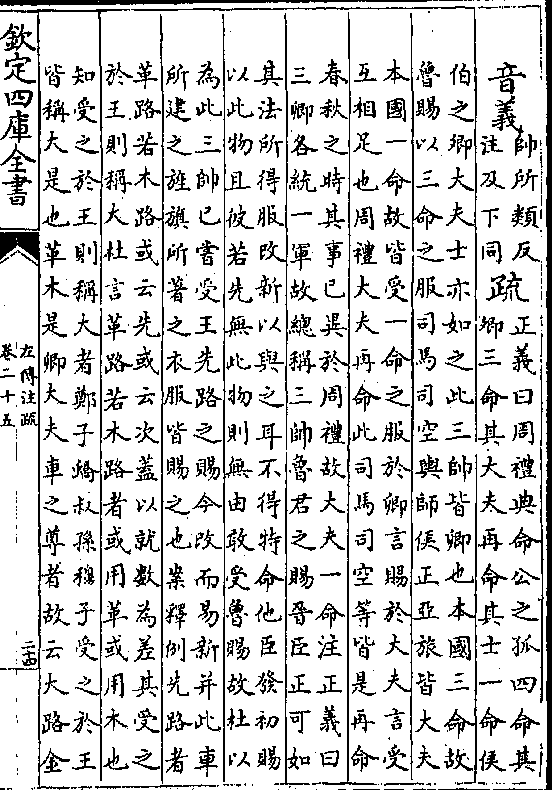 音義
帥所類反
注及下同
疏
正義曰周禮典命公之孤四命其
卿三命其大夫再命其士一命侯
伯之卿大夫士亦如之此三帥皆卿也本國三命故
魯賜以三命之服司馬司空輿師侯正亞旅皆大夫
本國一命故皆受一命之服於卿言賜於大夫言受
互相足也周禮大夫再命此司馬司空等皆是再命
春秋之時其事已異於周禮故大夫一命注正義曰
三卿各統一軍故總稱三帥魯君之賜晉臣正可如
其法所得服改新以與之耳不得特命他臣發初賜
以此物且彼若先無此物則無由敢受魯賜故杜以
為此三帥已嘗受王先路之賜今改而易新并此車
所建之旌旗所著之衣服皆賜之也案釋例先路者
革路若木路或云先或云次蓋以就數為差其受之
於王則稱大杜言革路若木路者或用革或用木也
知受之於王則稱大者鄭子蟜叔孫穆子受之於王
皆稱大是也革木是卿大夫車之尊者故云大路金
欽定四庫全書
左傳注疏
卷二十五
二十四